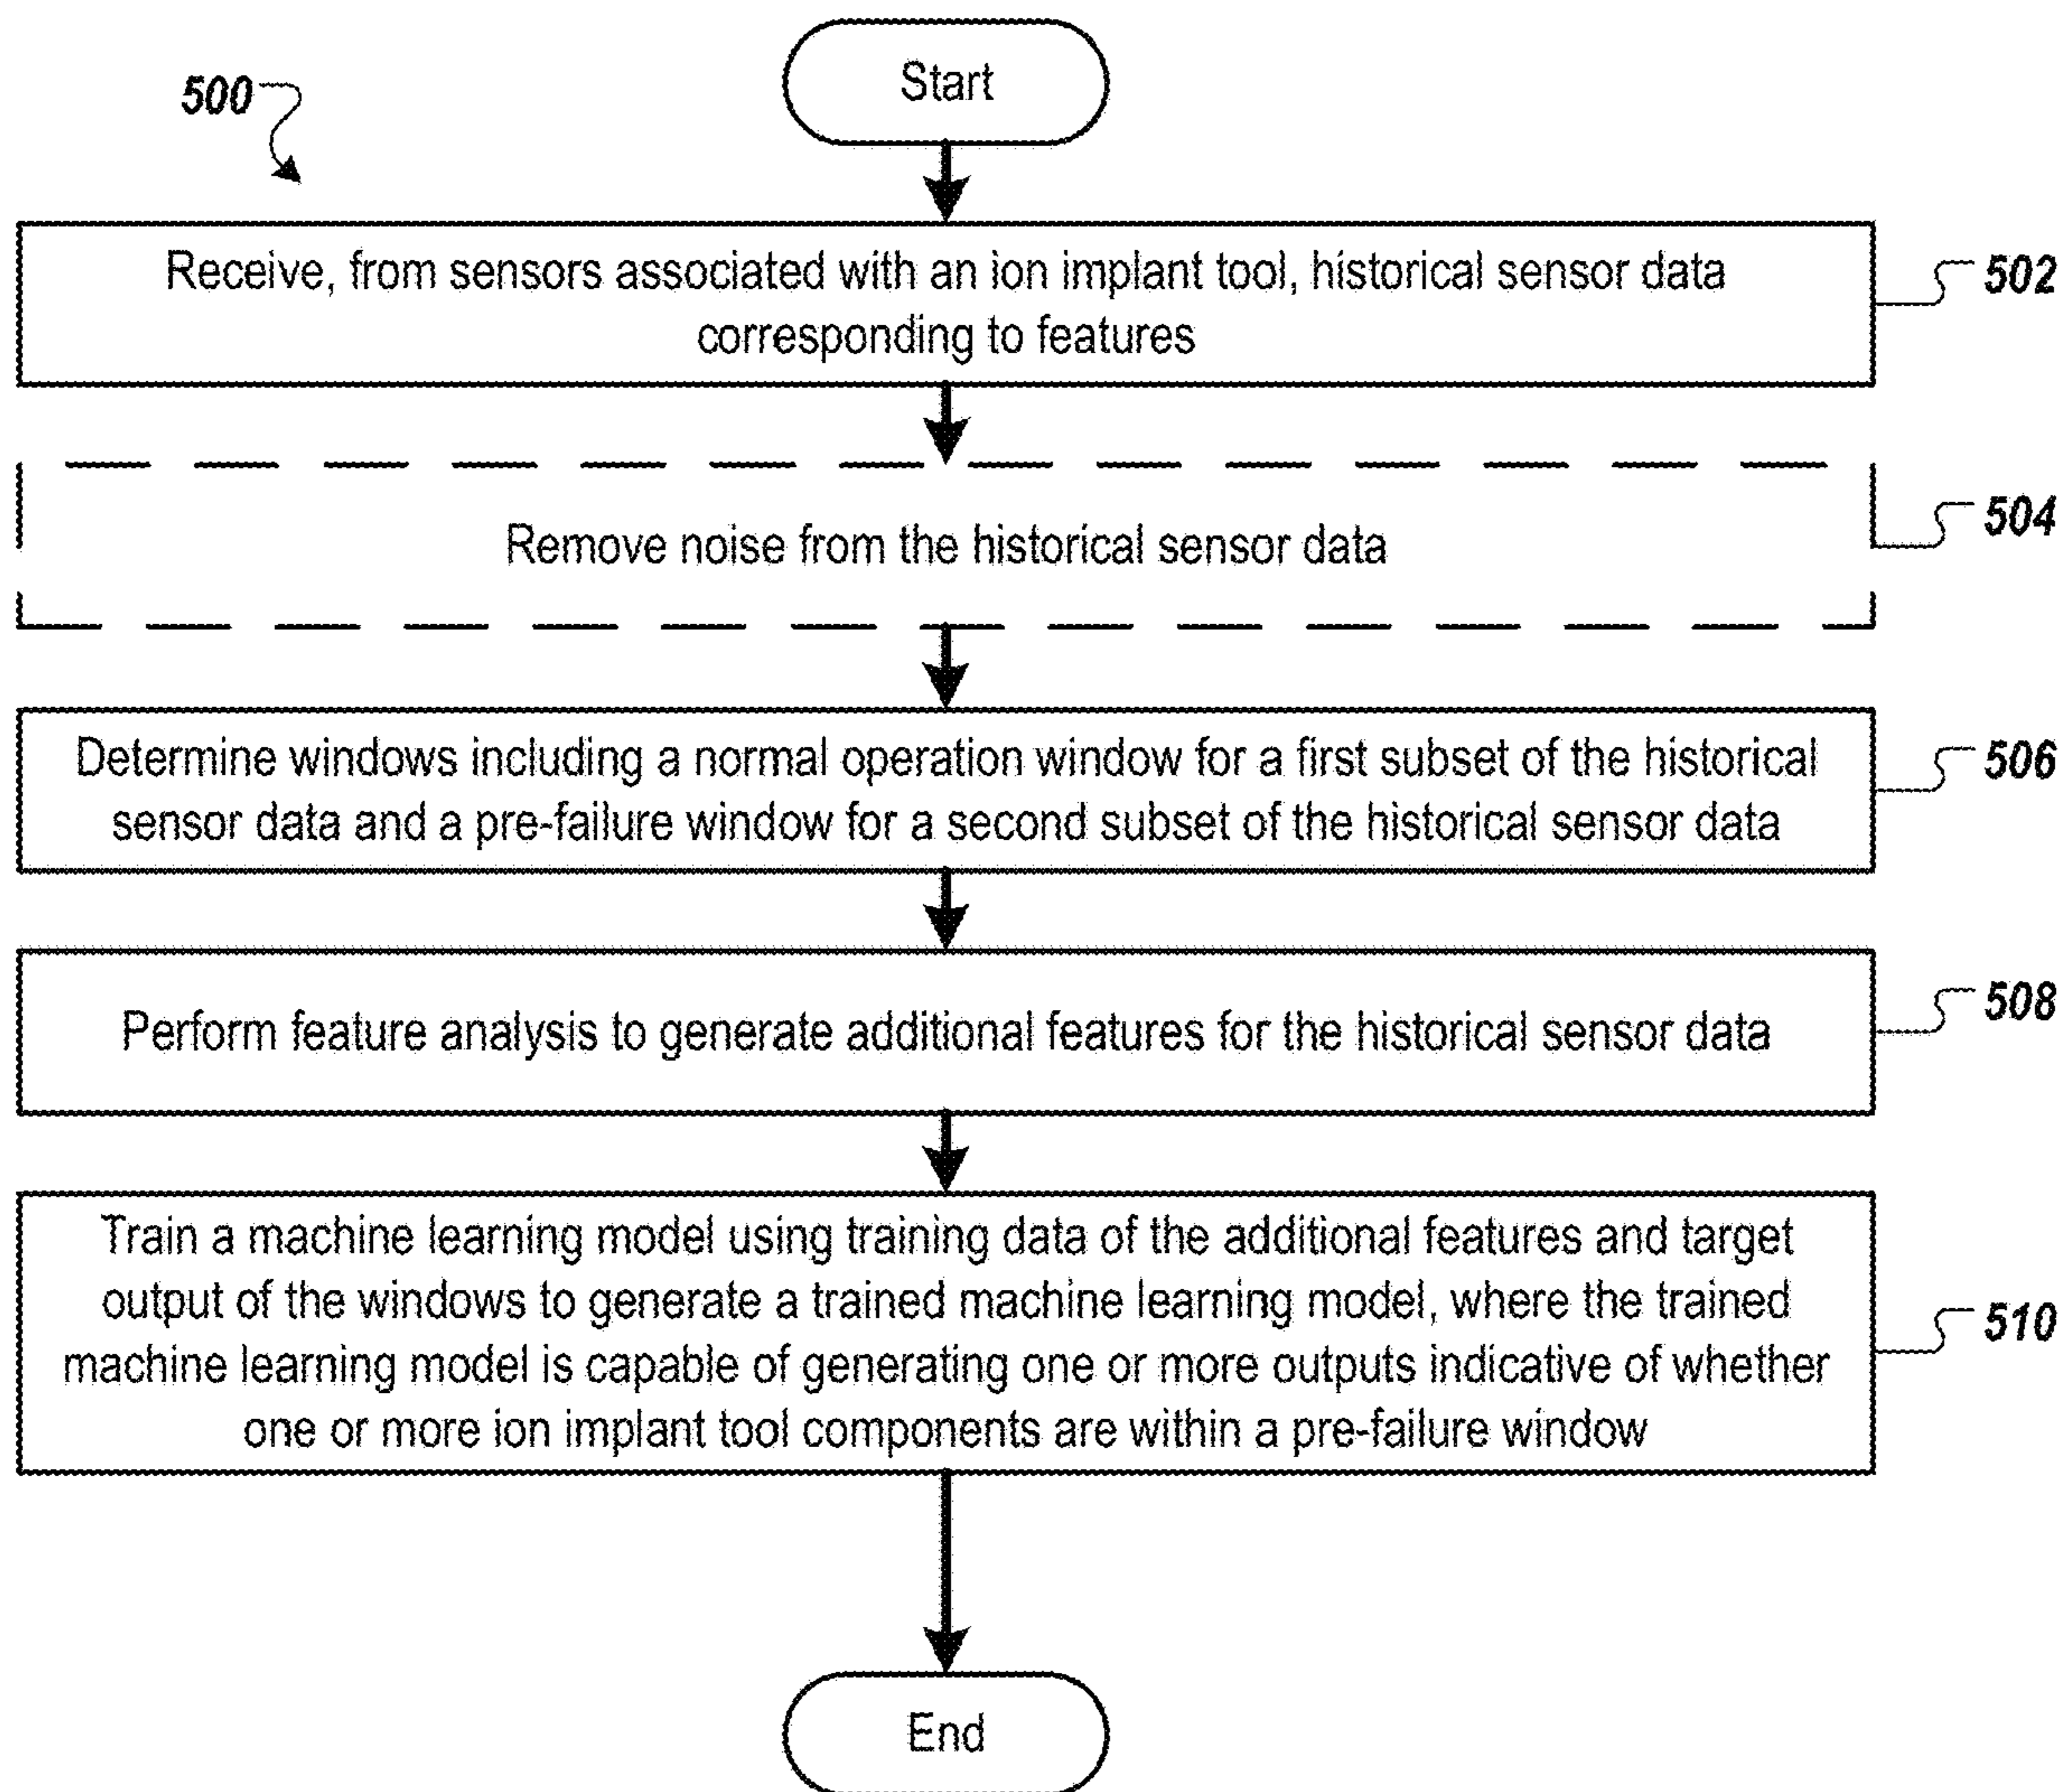 500
Start
Receive, from sensors associated with an ion implant tool, historical sensor data
corresponding to features
502
Remove noise from the historical sensor data
504
Determine windows including a normal operation window for a first subset of the historical
sensor data and a pre-failure window for a second subset of the historical sensor data
506
Perform feature analysis to generate additional features for the historical sensor data
508
Train a machine learning model using training data of the additional features and target
output of the windows to generate a trained machine learning model, where the trained
machine learning model is capable of generating one or more outputs indicative of whether
one or more ion implant tool components are within a pre-failure window
510
End